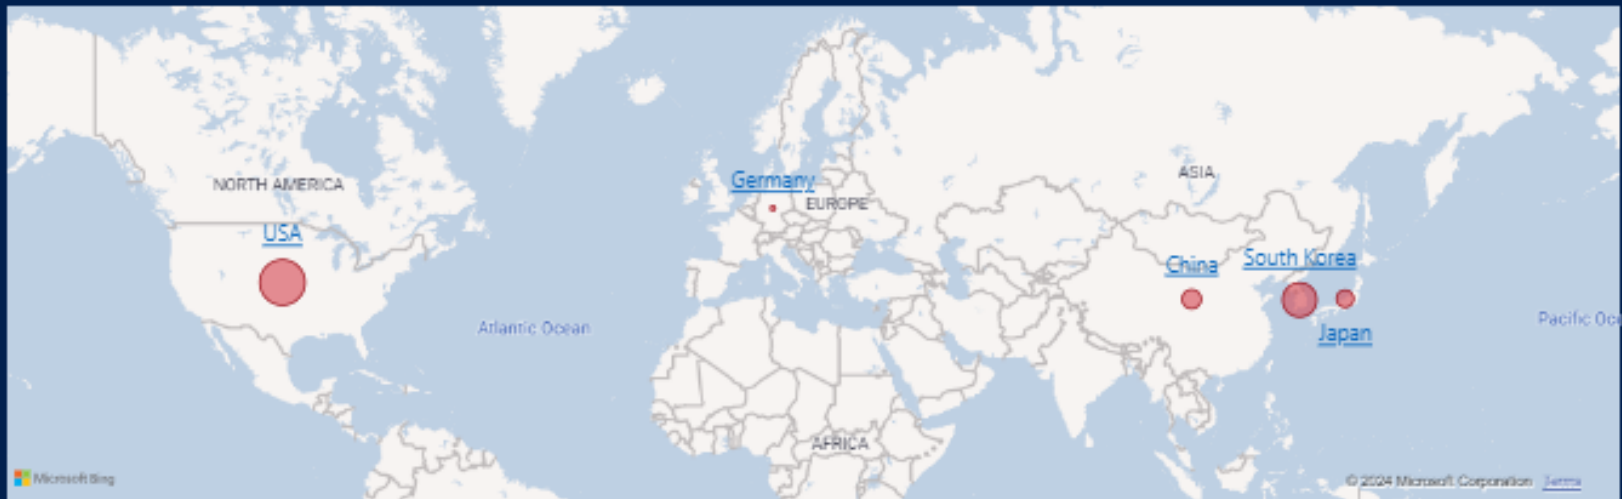 NORTH AMERICA
ASIA
Germany
EUROPE
USA
South Korea
China
Atlantic Ocean
Pacific Oc
Japan
AFRICA
Microsoft Bing
© 2024 Microsoft Corporation Terms